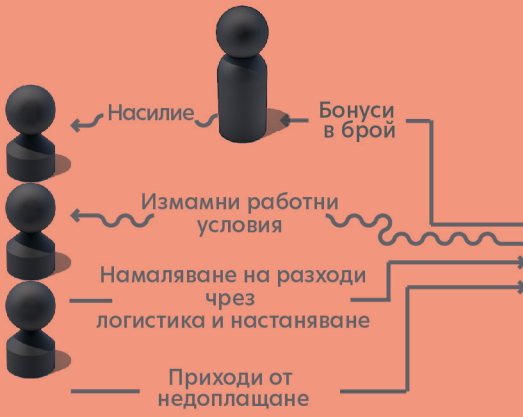 Насилие
Бонуси
в брой
Измамни работни
условия
Намаляване на разходи
чрез
логистика и настаняване
Приходи от
недоплащане